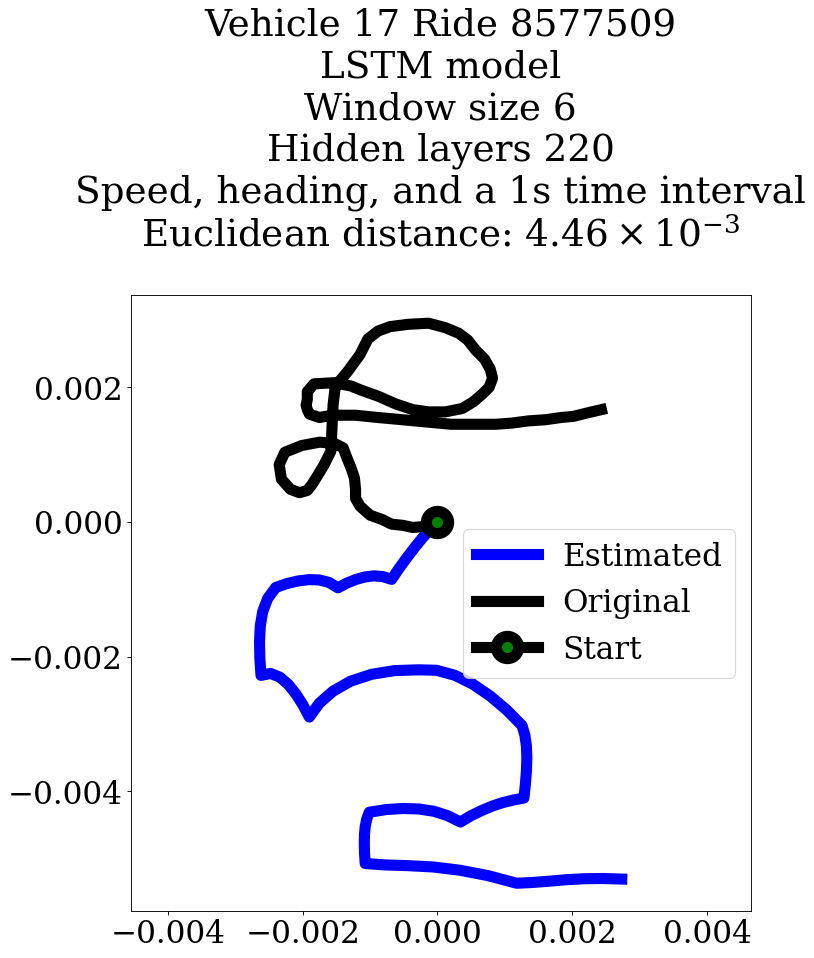 Vehicle 17 Ride 8577509
LSTM model
Window size 6
Hidden layers 220
Speed, heading, and a 1s time interval
Euclidean distance: 4.46 × 10⁻³
0.002
0.000
−0.002
−0.004
Estimated
Original
Start
−0.004 −0.002 0.000 0.002 0.004